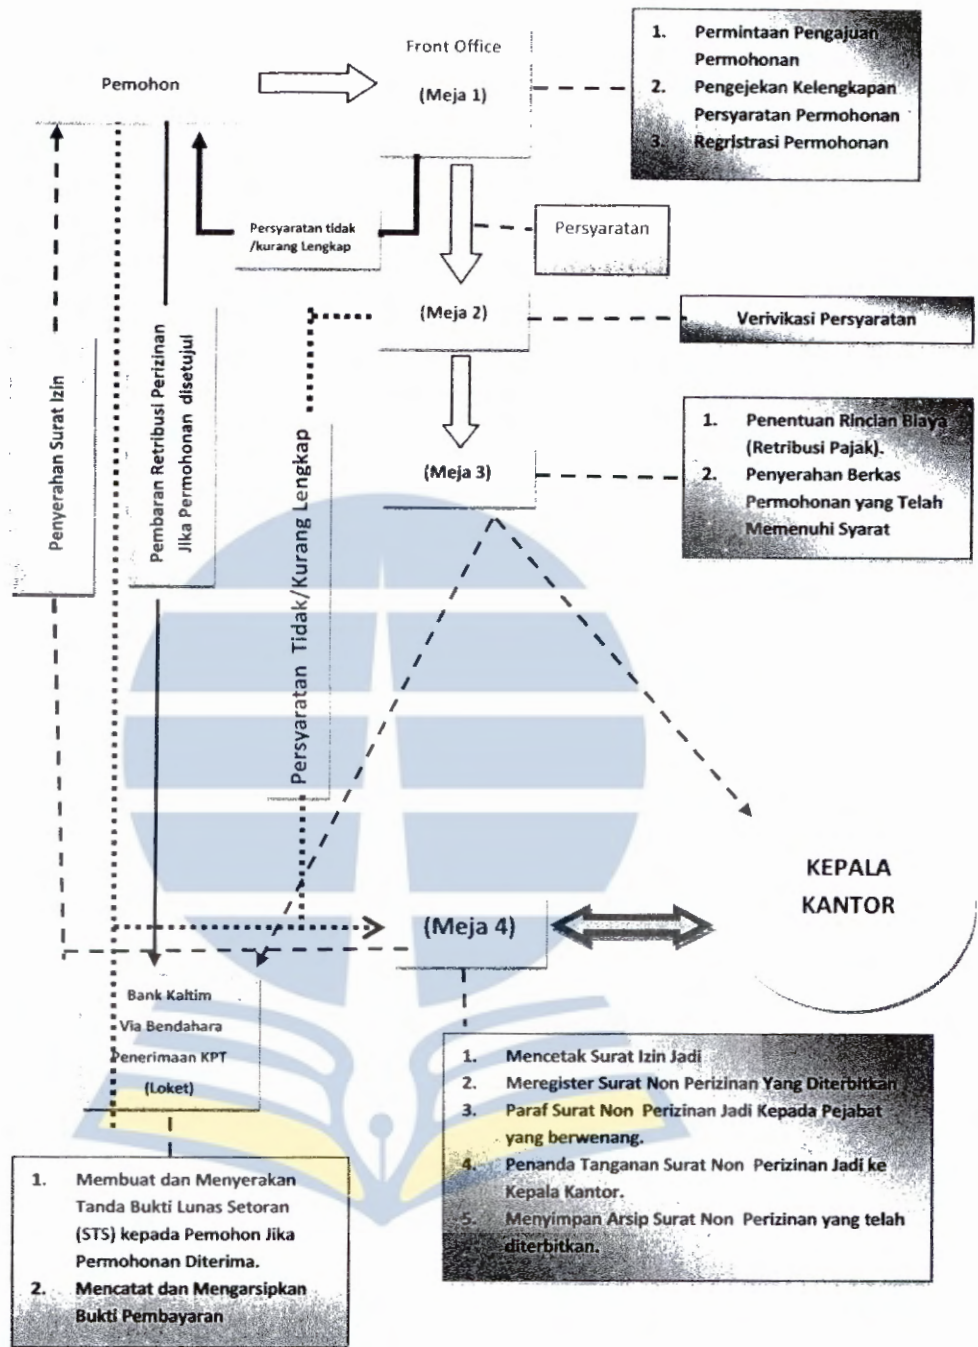 Pemohon
Front Office
(Meja 1)
1. Permintaan Pengajuan
Permohonan
2. Pengejekan Kelengkapan
Persyaratan Permohonan
3. Regristrasi Permohonan
Persyaratan tidak
/kurang Lengkap
Persyaratan
(Meja 2)
Verivikasi Persyaratan
(Meja 3)
1. Penentuan Rincian Biaya
(Retribusi Pajak).
2. Penyerahan Berkas
Permohonan yang Telah
Memenuhi Syarat
Penyerahan Surat Izin
Pembaran Retribusi Perizinan
Jika Permohonan disetujui
Persyaratan Tidak/Kurang Lengkap
KEPALA
KANTOR
(Meja 4)
Bank Kaltim
Via Bendahara
Penerimaan KPT
(Loket)
1. Mencetak Surat Izin Jadi
2. Meregister Surat Non Perizinan Yang Diterbitkan
3. Paraf Surat Non Perizinan Jadi Kepada Pejabat
yang berwenang.
4. Penanda Tanganan Surat Non Perizinan Jadi ke
Kepala Kantor.
5. Menyimpan Arsip Surat Non Perizinan yang telah
diterbitkan.
1. Membuat dan Menyerakan
Tanda Bukti Lunas Setoran
(STS) kepada Pemohon Jika
Permohonan Diterima.
2. Mencatat dan Mengarsipkan
Bukti Pembayaran